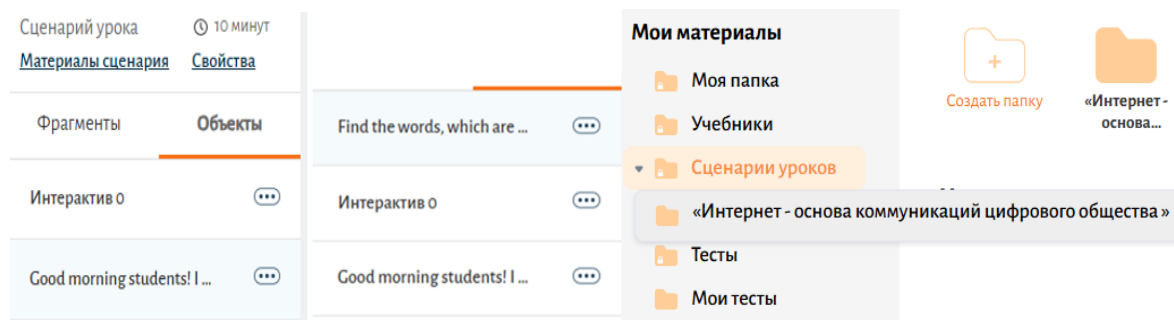 Сценарий урока 10 минут
Материалы сценария Свойства
Фрагменты Объекты
Интерактив 0
Good morning students! I ...
Find the words, which are ...
Интерактив 0
Good morning students! I ...
Мои материалы
Моя папка
Учебники
Сценарии уроков
«Интернет - основа коммуникаций цифрового общества »
Тесты
Мои тесты
Создать папку
«Интернет -
основа...